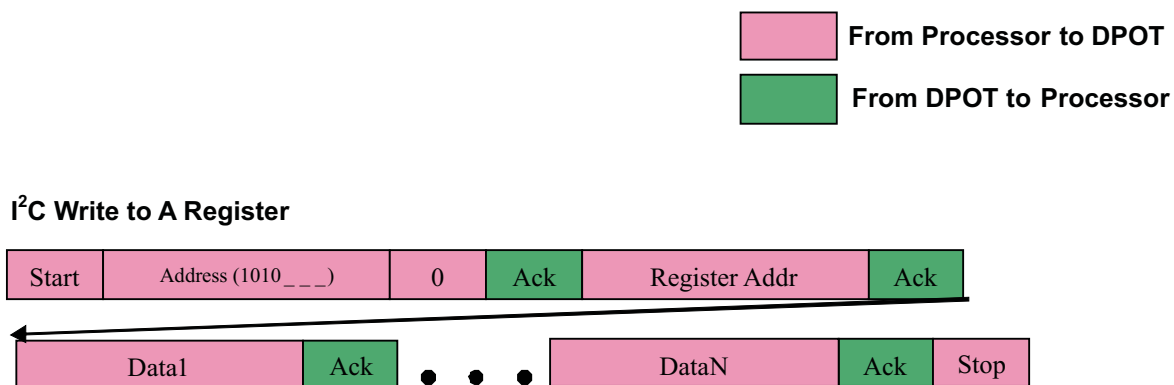 From Processor to DPOT
From DPOT to Processor
I²C Write to A Register
Start Address (1010_ _ _) 0 Ack Register Addr Ack
Data1 Ack • • • DataN Ack Stop